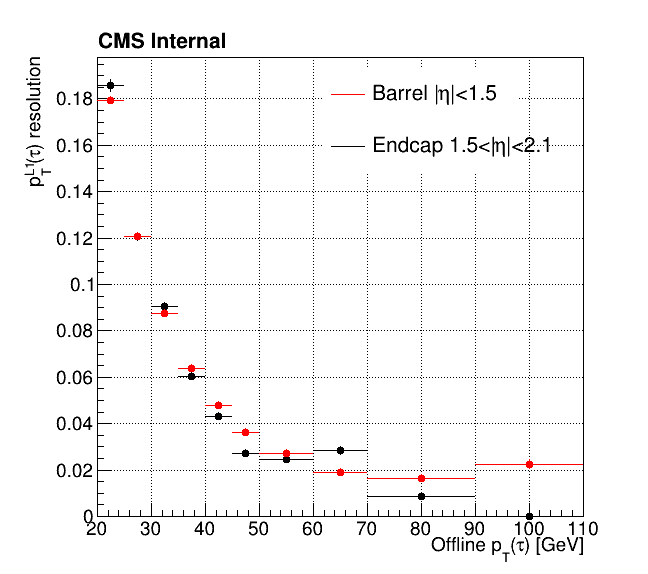 CMS Internal
p_T^{L1}(τ) resolution
Barrel |η|<1.5
Endcap 1.5<|η|<2.1
0.18
0.16
0.14
0.12
0.1
0.08
0.06
0.04
0.02
0
20 30 40 50 60 70 80 90 100 110
Offline p_T(τ) [GeV]